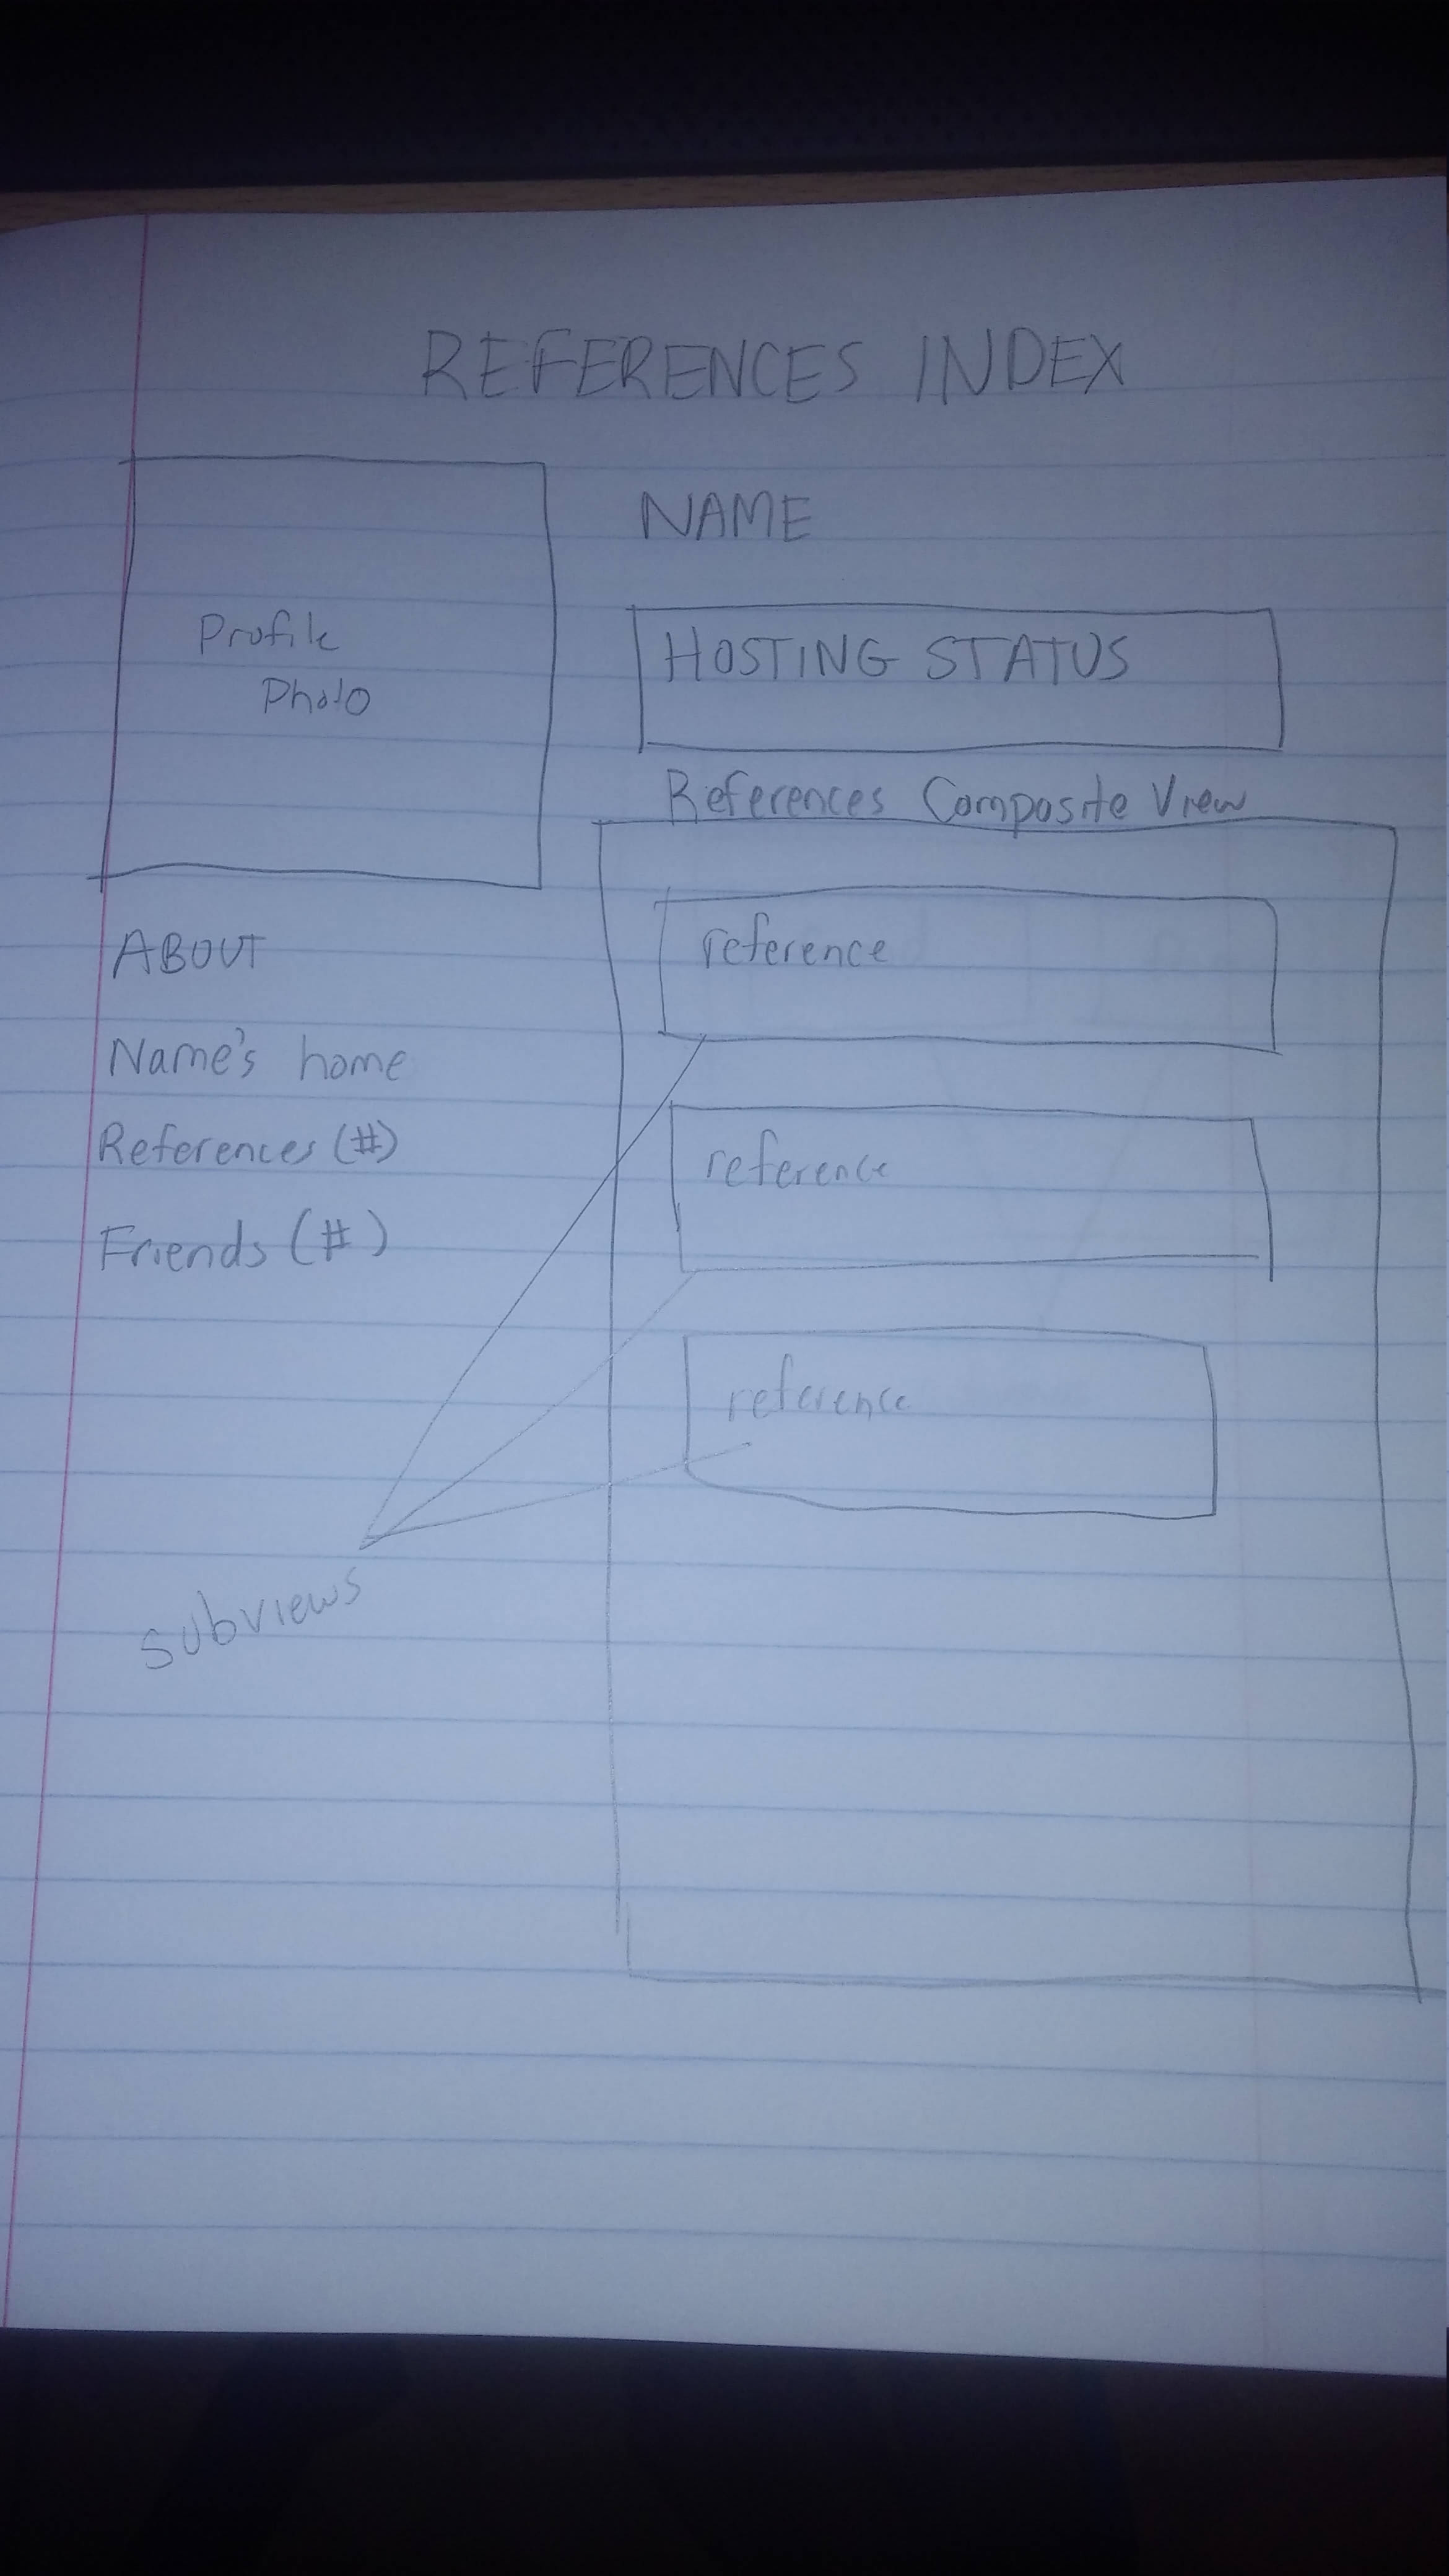 REFERENCES INDEX
NAME
Profile
Photo
HOSTING STATUS
References Composite View
ABOUT
Name's home
References (#)
Friends (#)
reference
reference
reference
subviews